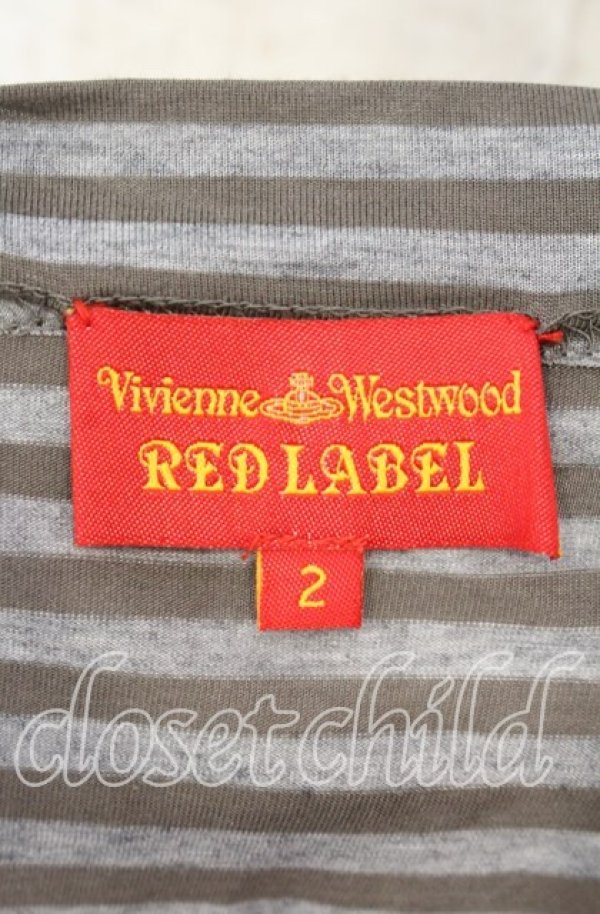 Vivienne Westwood
RED LABEL
2
closet child